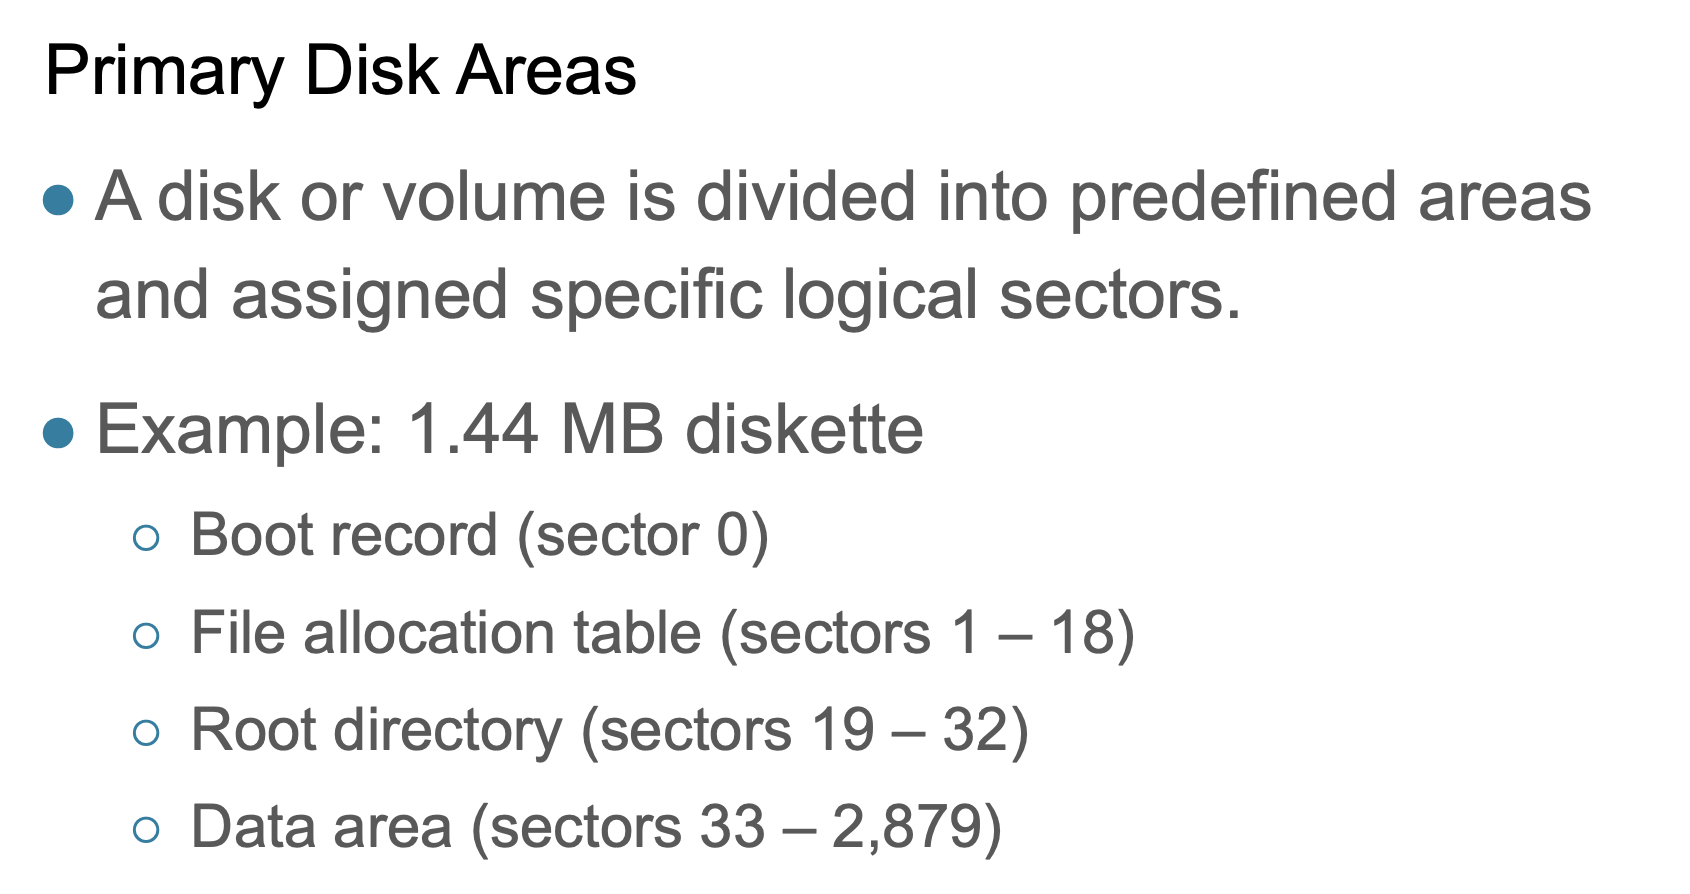 Primary Disk Areas
● A disk or volume is divided into predefined areas
and assigned specific logical sectors.
● Example: 1.44 MB diskette
○ Boot record (sector 0)
○ File allocation table (sectors 1 – 18)
○ Root directory (sectors 19 – 32)
○ Data area (sectors 33 – 2,879)